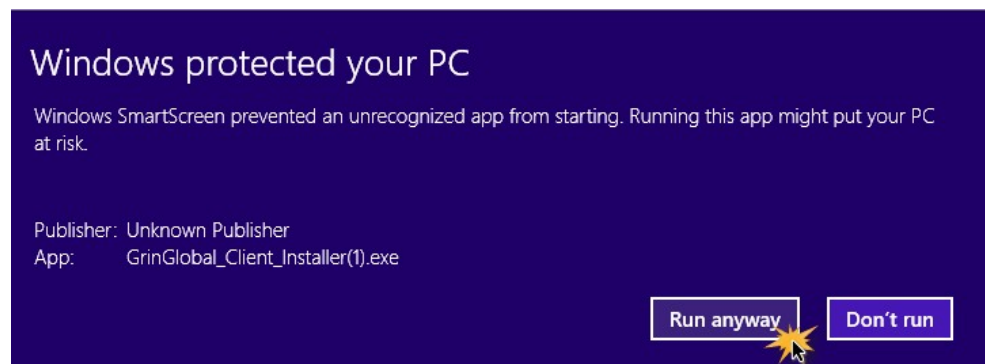 Windows protected your PC
Windows SmartScreen prevented an unrecognized app from starting. Running this app might put your PC
at risk.
Publisher: Unknown Publisher
App: GrinGlobal_Client_Installer(1).exe
Run anyway Don't run